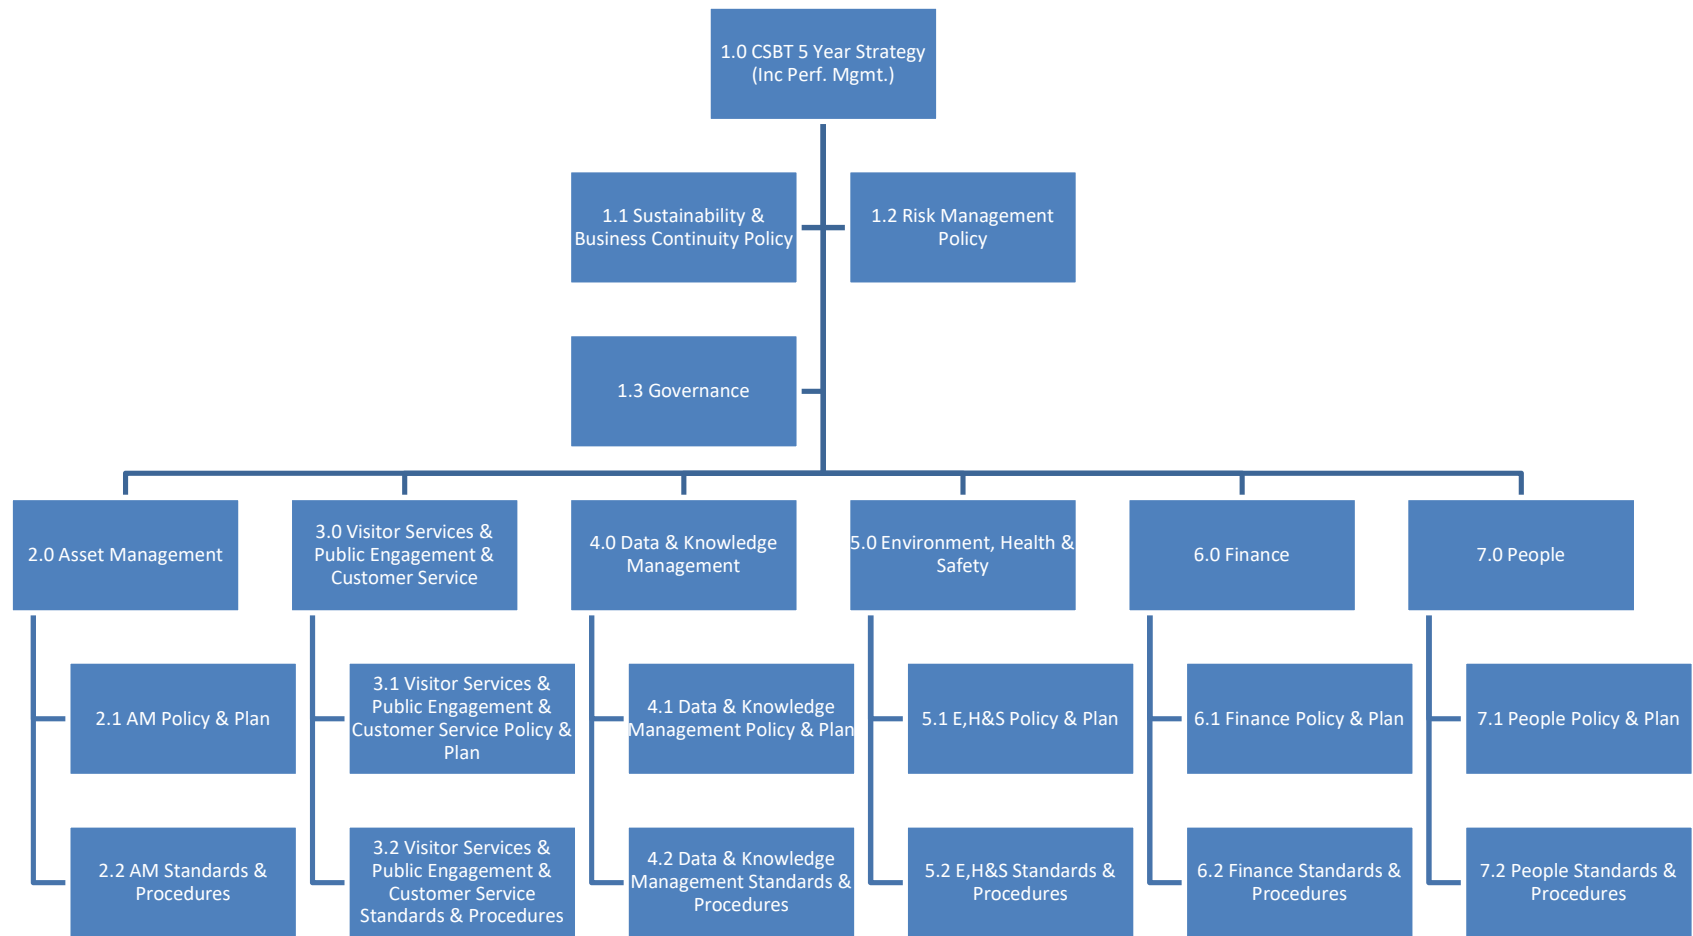 1.0 CSBT 5 Year Strategy
(Inc Perf. Mgmt.)
1.1 Sustainability &
Business Continuity Policy
1.2 Risk Management
Policy
1.3 Governance
2.0 Asset Management
3.0 Visitor Services &
Public Engagement &
Customer Service
4.0 Data & Knowledge
Management
5.0 Environment, Health &
Safety
6.0 Finance
7.0 People
2.1 AM Policy & Plan
3.1 Visitor Services &
Public Engagement &
Customer Service Policy &
Plan
4.1 Data & Knowledge
Management Policy & Plan
5.1 E,H&S Policy & Plan
6.1 Finance Policy & Plan
7.1 People Policy & Plan
2.2 AM Standards &
Procedures
3.2 Visitor Services &
Public Engagement &
Customer Service
Standards & Procedures
4.2 Data & Knowledge
Management Standards &
Procedures
5.2 E,H&S Standards &
Procedures
6.2 Finance Standards &
Procedures
7.2 People Standards &
Procedures